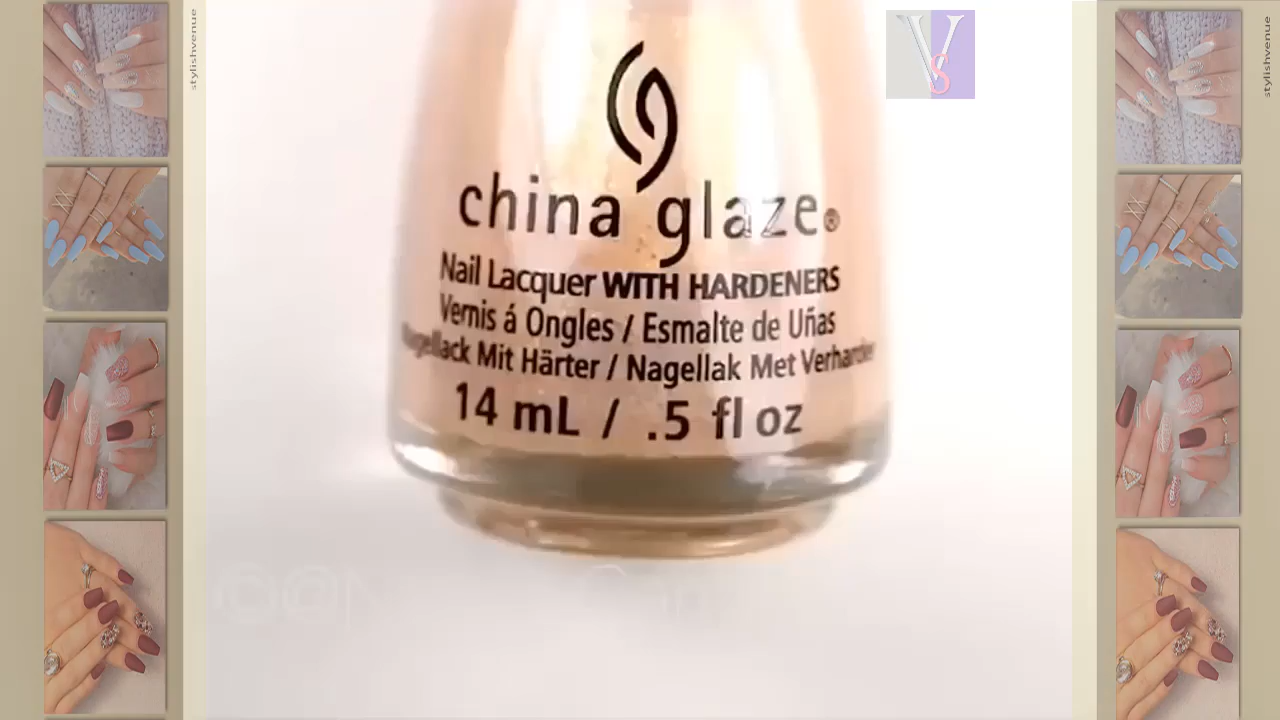 stylishvenue
VS
china glaze®
Nail Lacquer WITH HARDENERS
Vernis á Ongles / Esmalte de Uñas
Nagellack Mit Härter / Nagellak Met Verharder
14 mL / .5 fl oz
stylishvenue